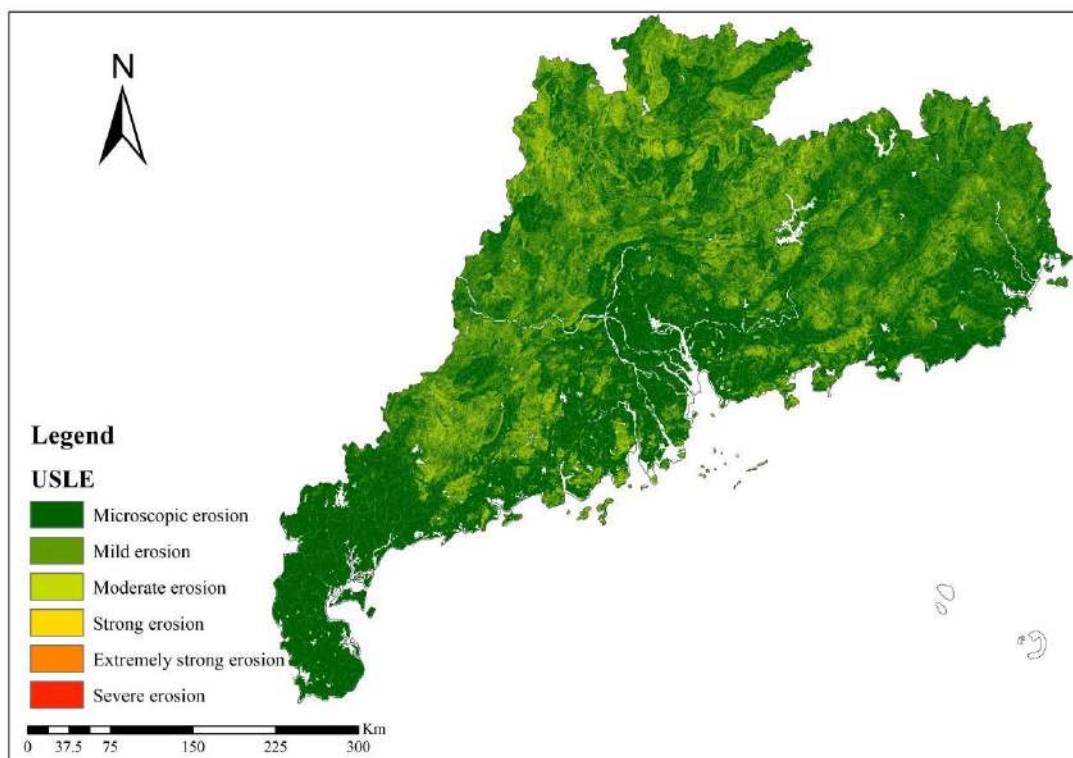 N
Legend
USLE
Microscopic erosion
Mild erosion
Moderate erosion
Strong erosion
Extremely strong erosion
Severe erosion
Km
0 37.5 75 150 225 300